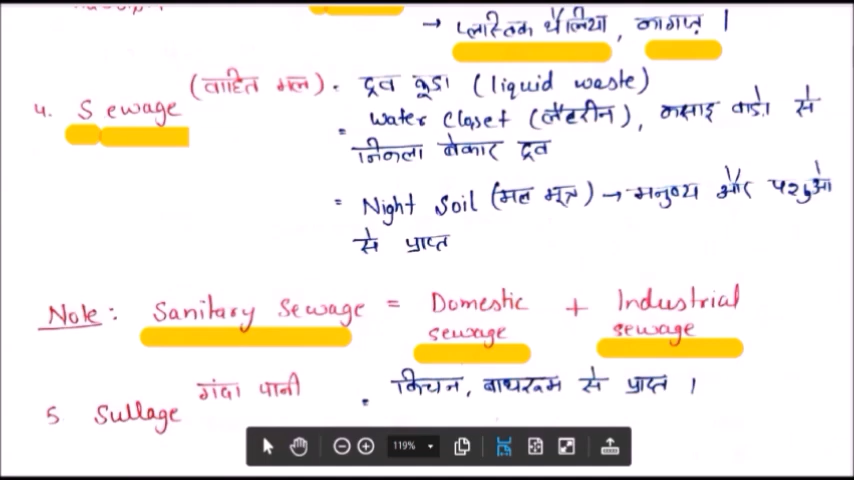 → प्लास्टिक थैलिया, कागज़ ।
4. Sewage (वाहित मल) . द्रव कूडा (liquid waste)
= Water Closet (लैटरीन), कसाइ वाडे से
निकला बेकार द्रव
= Night Soil (मल मूत्र) → मनुष्य और पशुओ
से प्राप्त
Note: Sanitary Sewage = Domestic sewage + Industrial sewage
5 Sullage गंदा पानी = किचन, बाथरूम से प्राप्त ।
119%